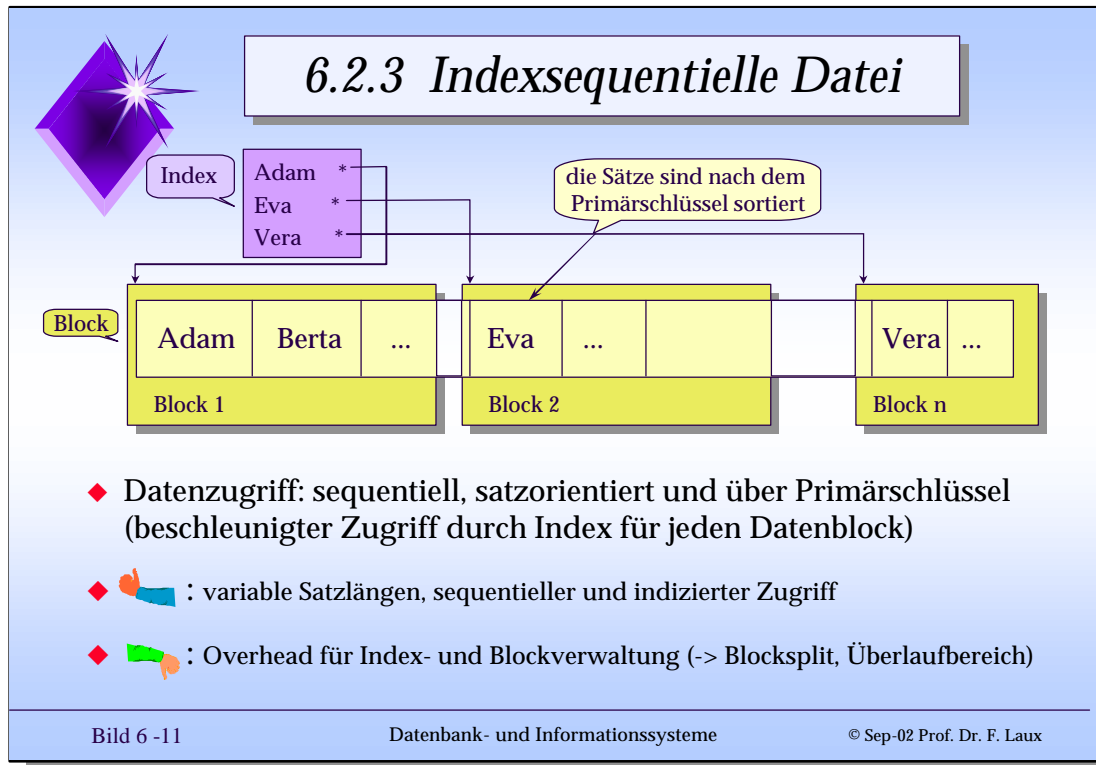 6.2.3 Indexsequentielle Datei
Index
Adam *
Eva *
Vera *
die Sätze sind nach dem
Primärschlüssel sortiert
Block
Adam Berta ... Eva ... Vera ...
Block 1 Block 2 Block n
Datenzugriff: sequentiell, satzorientiert und über Primärschlüssel
(beschleunigter Zugriff durch Index für jeden Datenblock)
: variable Satzlängen, sequentieller und indizierter Zugriff
: Overhead für Index- und Blockverwaltung (-> Blocksplit, Überlaufbereich)
Bild 6 -11 Datenbank- und Informationssysteme © Sep-02 Prof. Dr. F. Laux